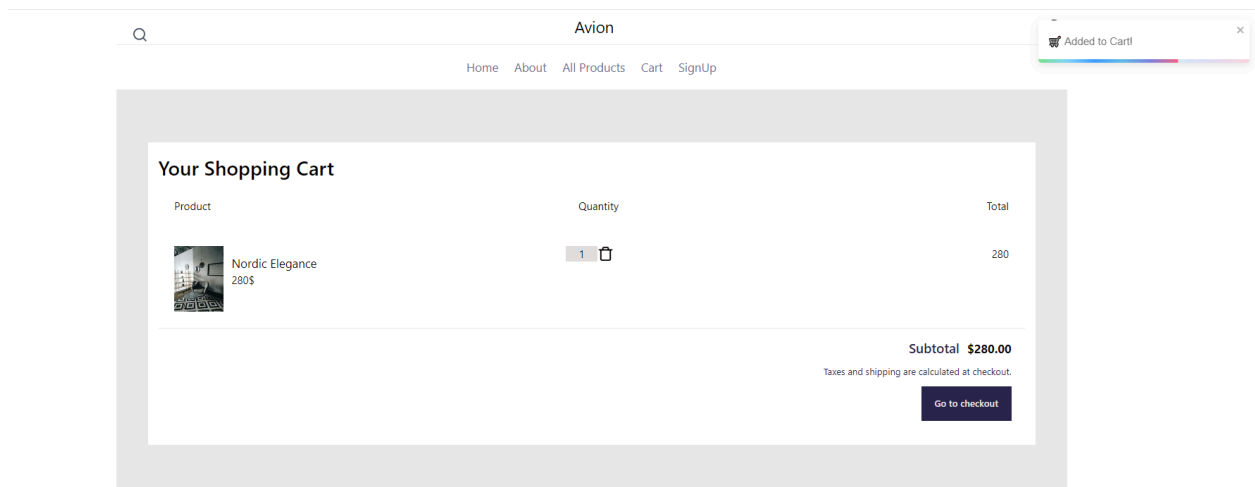 Avion
Added to Cart!
Home About All Products Cart SignUp
Your Shopping Cart
Product Quantity Total
Nordic Elegance
280$
1
280
Subtotal $280.00
Taxes and shipping are calculated at checkout.
Go to checkout